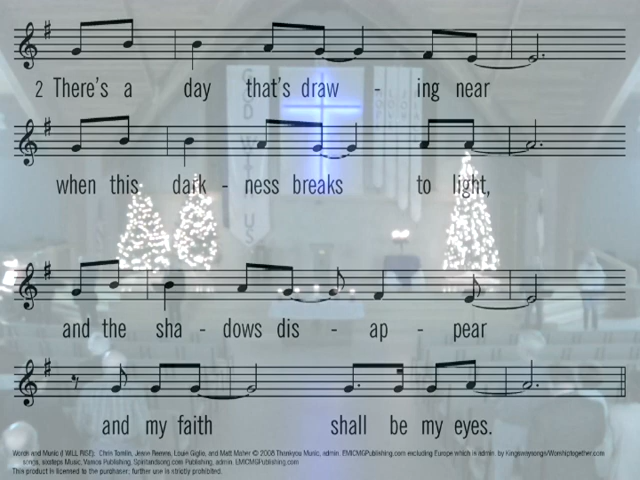 2 There's a day that's draw - ing near
when this dark - ness breaks to light,
and the sha - dows dis - ap - pear
and my faith shall be my eyes.
Words and Music (I WILL RISE): Chris Tomlin, Jesse Reeves, Louie Giglio, and Matt Maher © 2008 Thankyou Music, admin. EMICMGPublishing.com excluding Europe which is admin. by Kingswaysongs/Worshiptogether.com
songs, sixsteps Music, Vamos Publishing, Spiritandsong.com Publishing, admin. EMICMGPublishing.com
This product is licensed to the purchaser; further use is strictly prohibited.
GOD WITH US